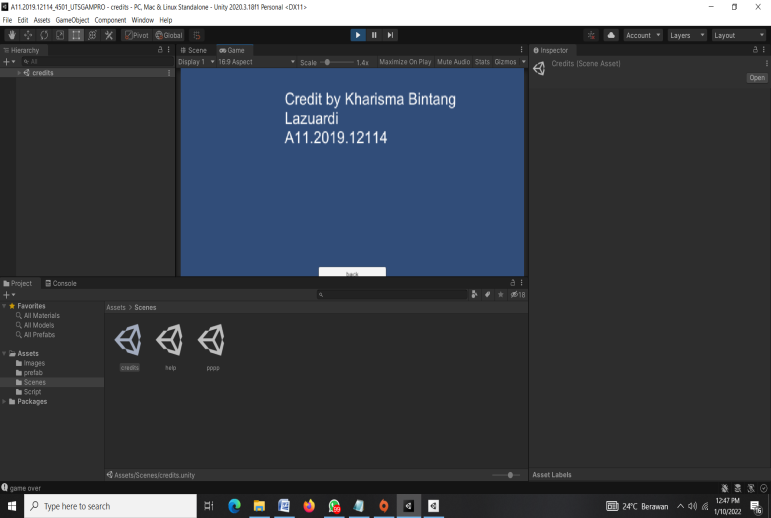 A11.2019.12114_4501_UTSGAMPRO - credits - PC, Mac & Linux Standalone - Unity 2020.3.18f1 Personal <DX11>
File Edit Assets GameObject Component Window Help
Pivot Global Account Layers Layout
Hierarchy Scene Game Inspector
All Display 1 16:9 Aspect Scale 1.4x Maximize On Play Mute Audio Stats Gizmos Credits (Scene Asset)
credits
Open
Credit by Kharisma Bintang
Lazuardi
A11.2019.12114
back
Project Console
18
Favorites
All Materials
All Models
All Prefabs
Assets
Images
prefab
Scenes
Script
Packages
Assets > Scenes
credits help pppp
Assets/Scenes/credits.unity
Asset Labels
game over
Type here to search
99
24°C Berawan
12:47 PM
1/10/2022
16